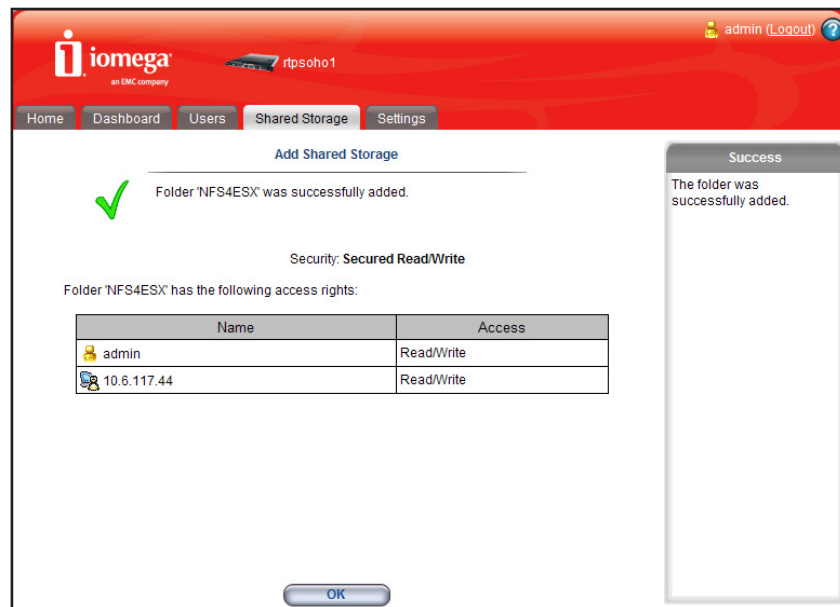 admin (Logout) ?
iomega
an EMC company
rtpsoho1
Home Dashboard Users Shared Storage Settings
Add Shared Storage
Folder 'NFS4ESX' was successfully added.
Security: Secured Read/Write
Folder 'NFS4ESX' has the following access rights:
Name Access
admin Read/Write
10.6.117.44 Read/Write
OK
Success
The folder was
successfully added.